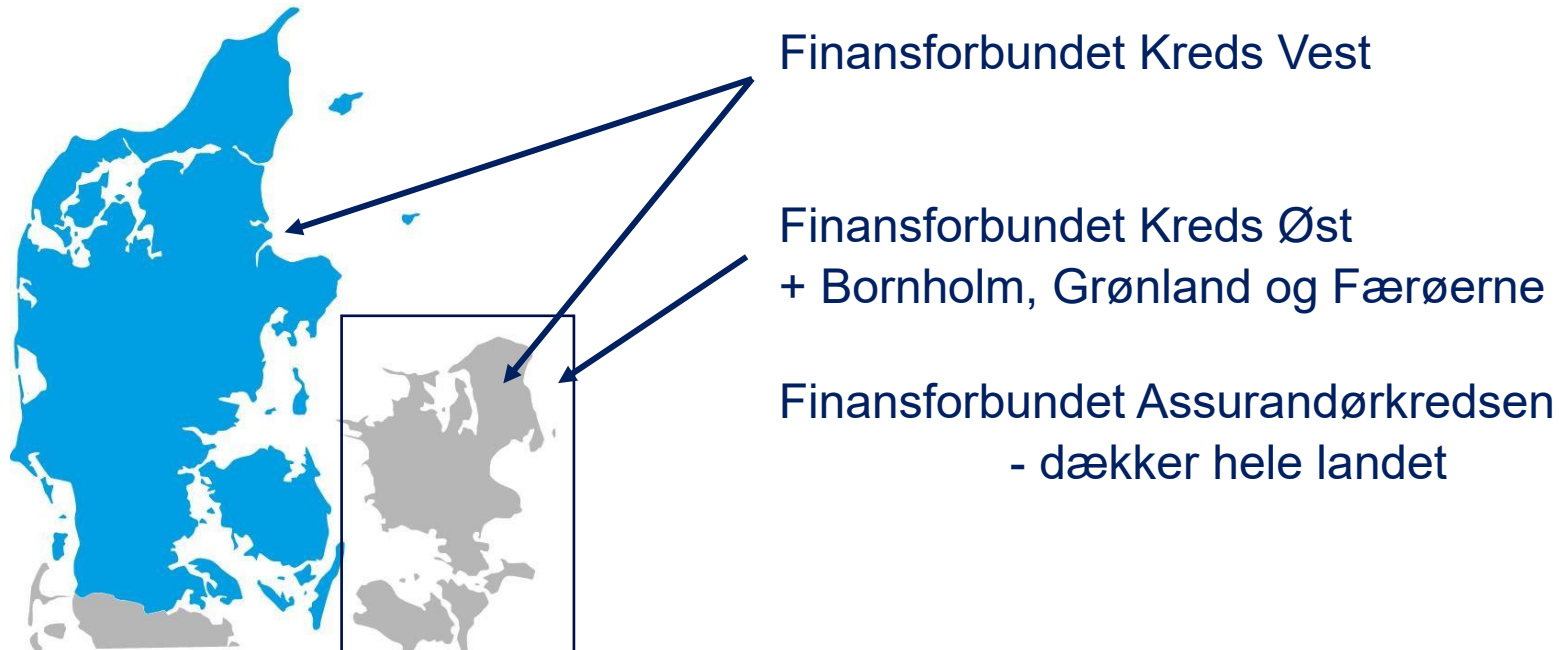 Finansforbundet Kreds Vest
Finansforbundet Kreds Øst
+ Bornholm, Grønland og Færøerne
Finansforbundet Assurandørkredsen
- dækker hele landet